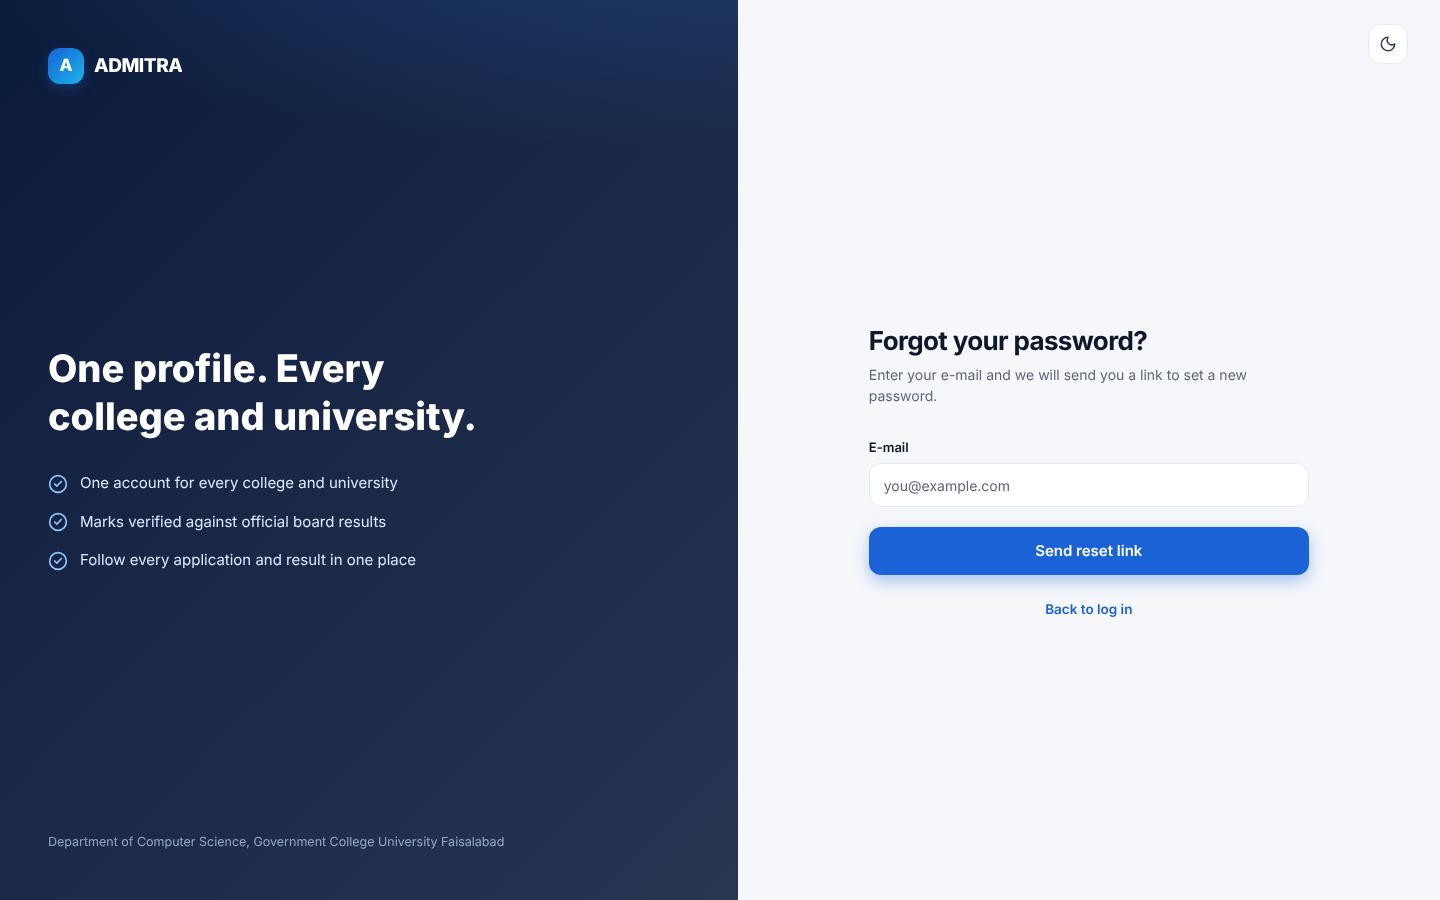 A ADMITRA
One profile. Every
college and university.
One account for every college and university
Marks verified against official board results
Follow every application and result in one place
Department of Computer Science, Government College University Faisalabad
Forgot your password?
Enter your e-mail and we will send you a link to set a new
password.
E-mail
you@example.com
Send reset link
Back to log in